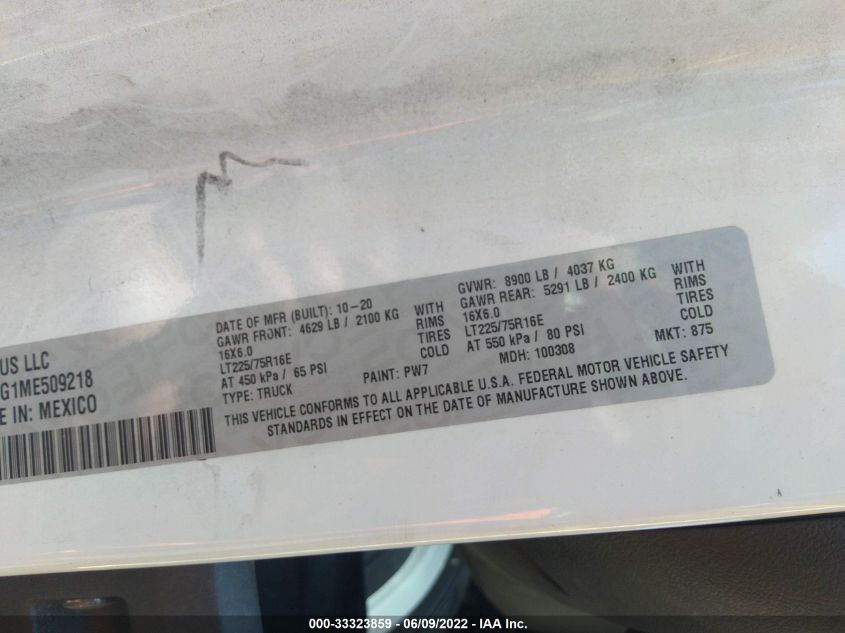 US LLC
G1ME509218
E IN: MEXICO
DATE OF MFR (BUILT): 10-20
GAWR FRONT: 4629 LB / 2100 KG WITH
16X6.0 RIMS
LT225/75R16E TIRES
AT 450 kPa / 65 PSI COLD
TYPE: TRUCK PAINT: PW7
GVWR: 8900 LB / 4037 KG
GAWR REAR: 5291 LB / 2400 KG WITH
16X6.0 RIMS
LT225/75R16E TIRES
AT 550 kPa / 80 PSI COLD
MDH: 100308 MKT: 875
THIS VEHICLE CONFORMS TO ALL APPLICABLE U.S.A. FEDERAL MOTOR VEHICLE SAFETY
STANDARDS IN EFFECT ON THE DATE OF MANUFACTURE SHOWN ABOVE.
000-33323859 - 06/09/2022 - IAA Inc.